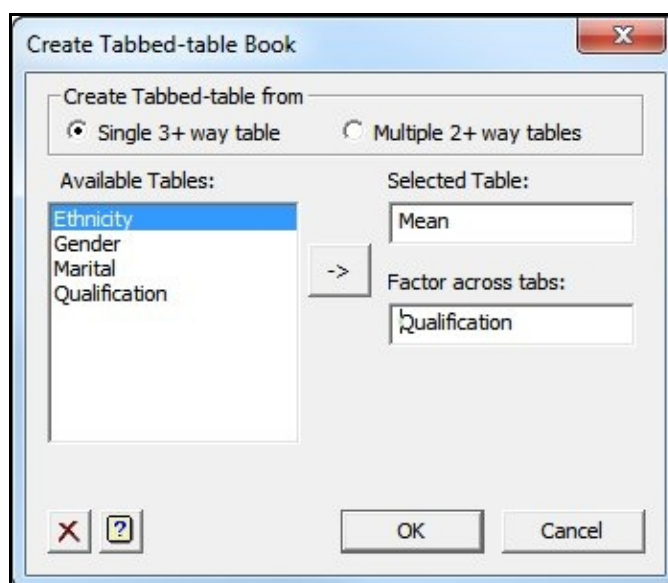 Create Tabbed-table Book
X
Create Tabbed-table from
Single 3+ way table
Multiple 2+ way tables
Available Tables:
Selected Table:
Ethnicity
Gender
Marital
Qualification
Mean
->
Factor across tabs:
Qualification
?
OK
Cancel